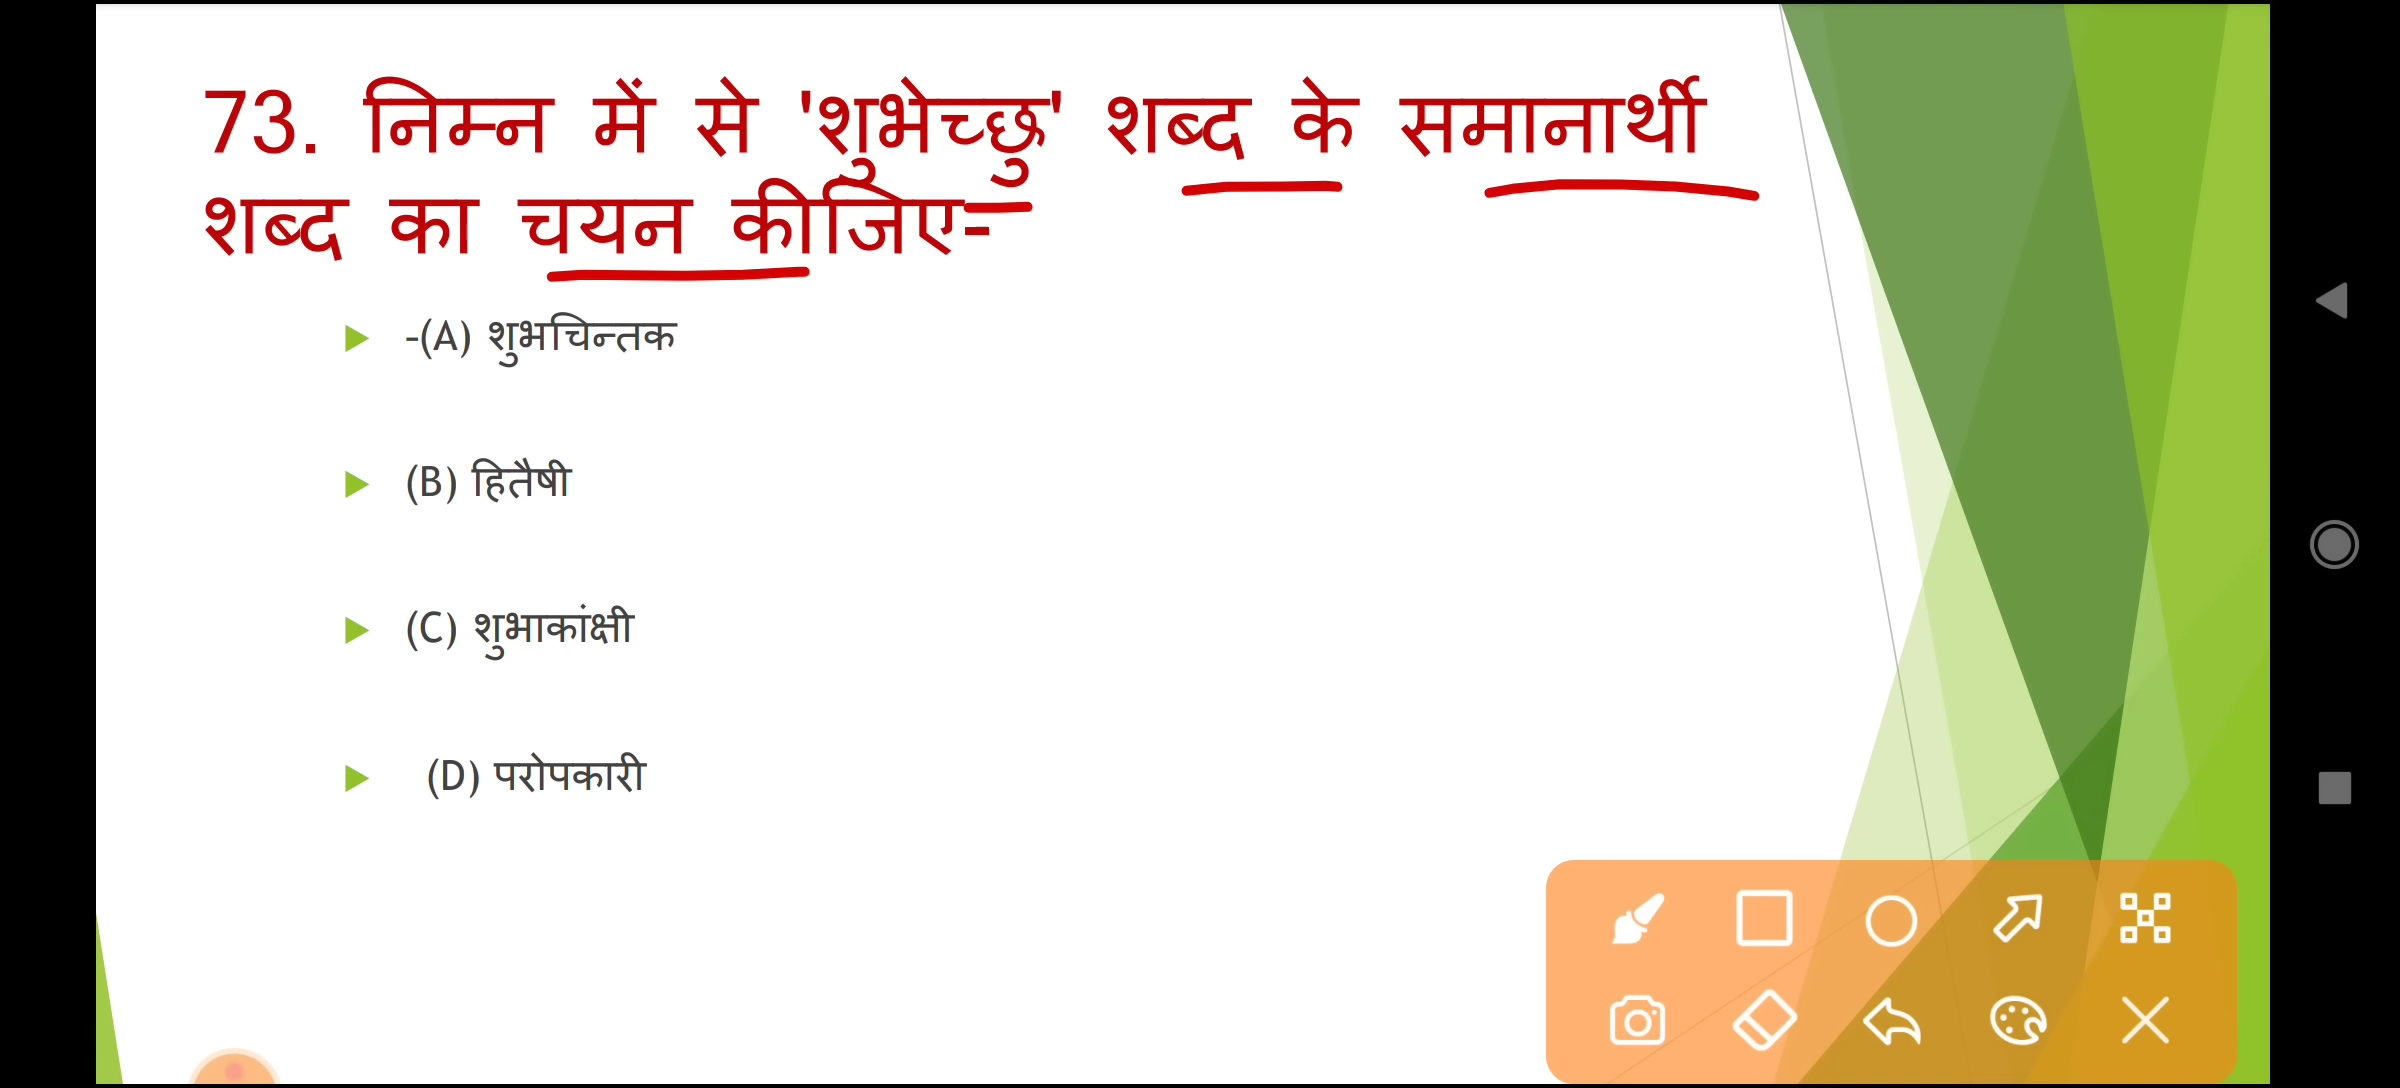 73. निम्न में से 'शुभेच्छु' शब्द के समानार्थी
शब्द का चयन कीजिए-
-(A) शुभचिन्तक
(B) हितैषी
(C) शुभाकांक्षी
(D) परोपकारी